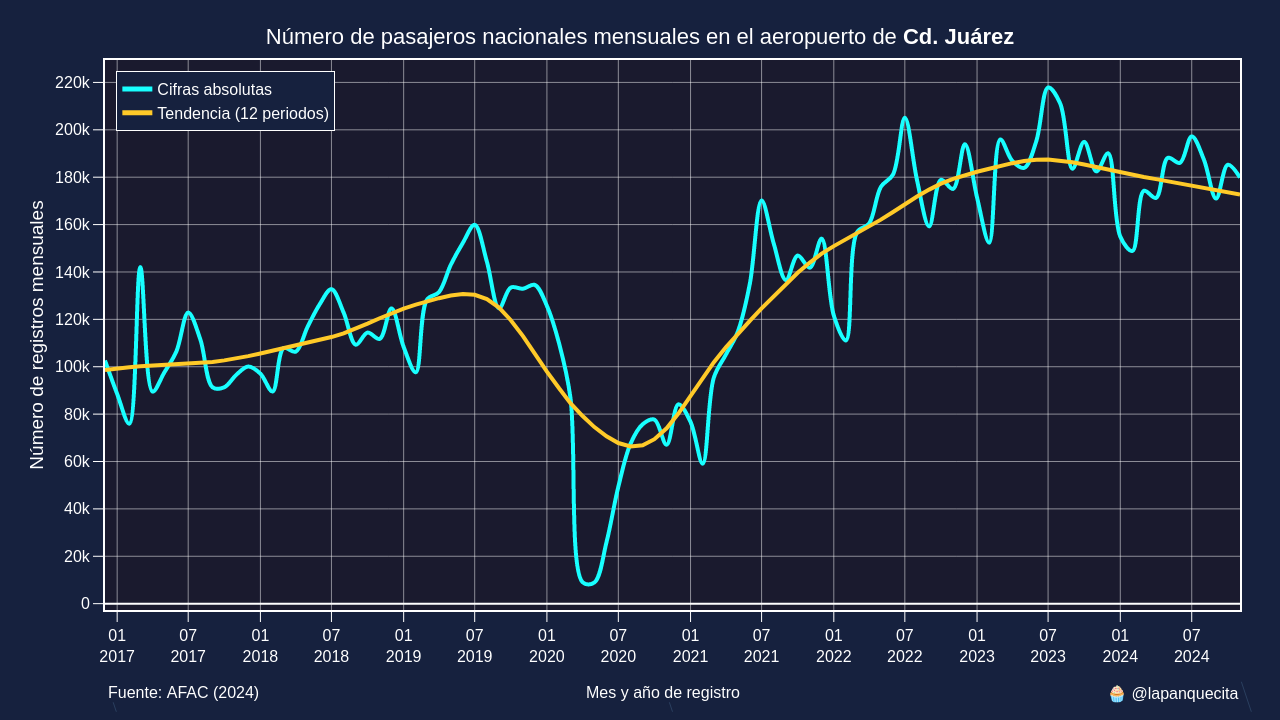 Número de pasajeros nacionales mensuales en el aeropuerto de Cd. Juárez
Cifras absolutas
Tendencia (12 periodos)
Número de registros mensuales
220k
200k
180k
160k
140k
120k
100k
80k
60k
40k
20k
0
01 07 01 07 01 07 01 07 01 07 01 07 01 07 01 07
2017 2017 2018 2018 2019 2019 2020 2020 2021 2021 2022 2022 2023 2023 2024 2024
Fuente: AFAC (2024)
Mes y año de registro
🧁 @lapanquecita